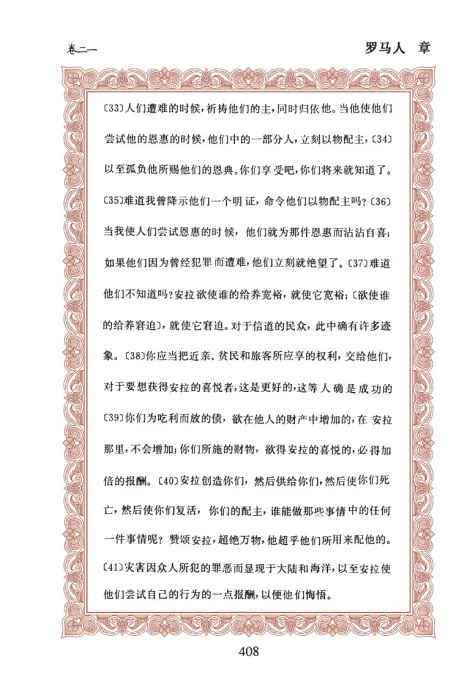 卷二一
罗马人 章
〔33〕人们遭难的时候，祈祷他们的主，同时归依他。当他使他们
尝试他的恩惠的时候，他们中的一部分人，立刻以物配主，〔34〕
以至孤负他所赐他们的恩典。你们享受吧，你们将来就知道了。
〔35〕难道我曾降示他们一个明证，命令他们以物配主吗？〔36〕
当我使人们尝试恩惠的时候，他们就为那件恩惠而沾沾自喜；
如果他们因为曾经犯罪而遭难，他们立刻就绝望了。〔37〕难道
他们不知道吗？安拉欲使谁的给养宽裕，就使它宽裕；〔欲使谁
的给养窘迫〕，就使它窘迫。对于信道的民众，此中确有许多迹
象。〔38〕你应当把近亲、贫民和旅客所应享的权利，交给他们，
对于要想获得安拉的喜悦者，这是更好的，这等人确是成功的
〔39〕你们为吃利而放的债，欲在他人的财产中增加的，在安拉
那里，不会增加；你们所施的财物，欲得安拉的喜悦的，必得加
倍的报酬。〔40〕安拉创造你们，然后供给你们，然后使你们死
亡，然后使你们复活，你们的配主，谁能做那些事情中的任何
一件事情呢？赞颂安拉，超绝万物，他超乎他们所用来配他的。
〔41〕灾害因众人所犯的罪恶而显现于大陆和海洋，以至安拉使
他们尝试自己的行为的一点报酬，以便他们悔悟。
408